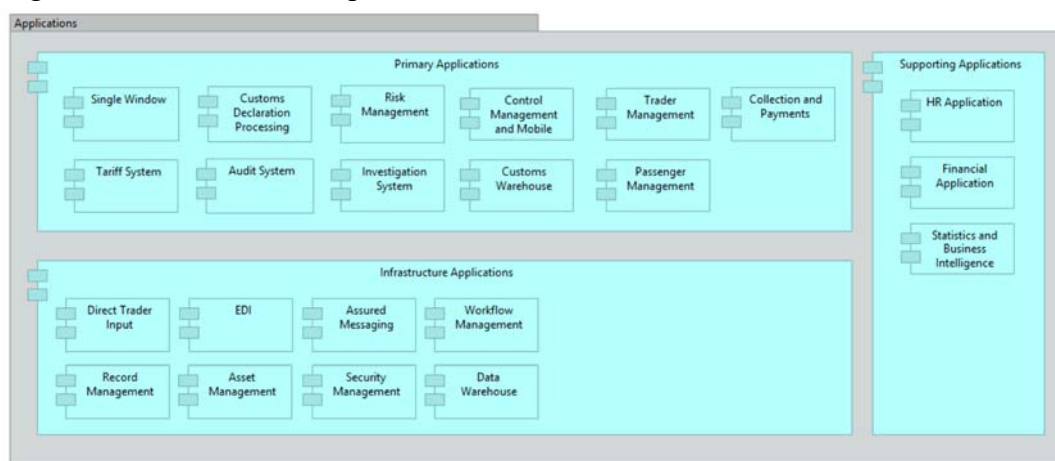 Applications
Primary Applications
Single Window
Customs
Declaration
Processing
Risk
Management
Control
Management
and Mobile
Trader
Management
Collection and
Payments
Tariff System
Audit System
Investigation
System
Customs
Warehouse
Passenger
Management
Supporting Applications
HR Application
Financial
Application
Statistics and
Business
Intelligence
Infrastructure Applications
Direct Trader
Input
EDI
Assured
Messaging
Workflow
Management
Record
Management
Asset
Management
Security
Management
Data
Warehouse